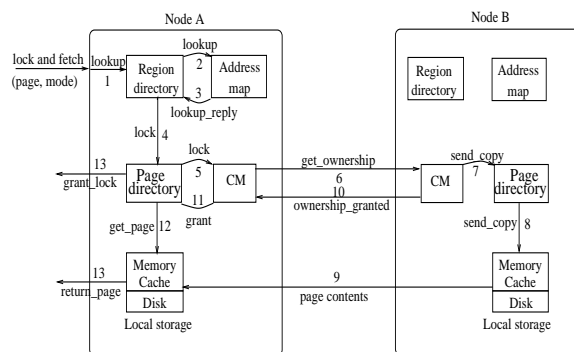 Node A
Node B
lock and fetch
(page, mode)
lookup
1
Region
directory
lookup
2
3
lookup_reply
Address
map
Region
directory
Address
map
lock
4
13
grant_lock
Page
directory
lock
5
11
grant
CM
get_ownership
6
10
ownership_granted
CM
send_copy
7
Page
directory
get_page
12
send_copy
8
13
return_page
Memory
Cache
Disk
Local storage
9
page contents
Memory
Cache
Disk
Local storage